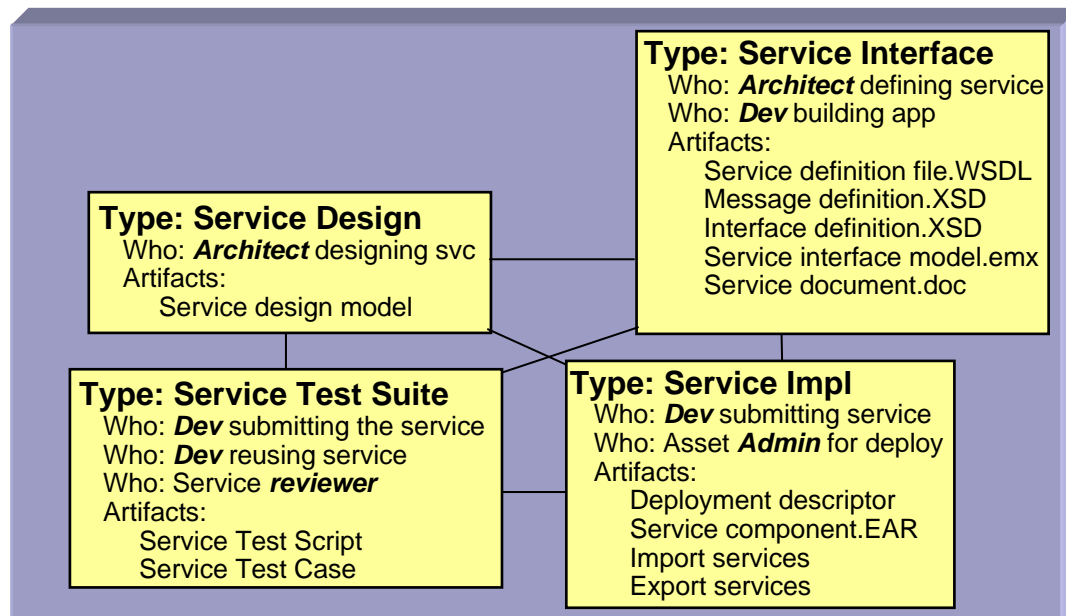 Type: Service Interface
Who: Architect defining service
Who: Dev building app
Artifacts:
Service definition file.WSDL
Message definition.XSD
Interface definition.XSD
Service interface model.emx
Service document.doc
Type: Service Design
Who: Architect designing svc
Artifacts:
Service design model
Type: Service Test Suite
Who: Dev submitting the service
Who: Dev reusing service
Who: Service reviewer
Artifacts:
Service Test Script
Service Test Case
Type: Service Impl
Who: Dev submitting service
Who: Asset Admin for deploy
Artifacts:
Deployment descriptor
Service component.EAR
Import services
Export services